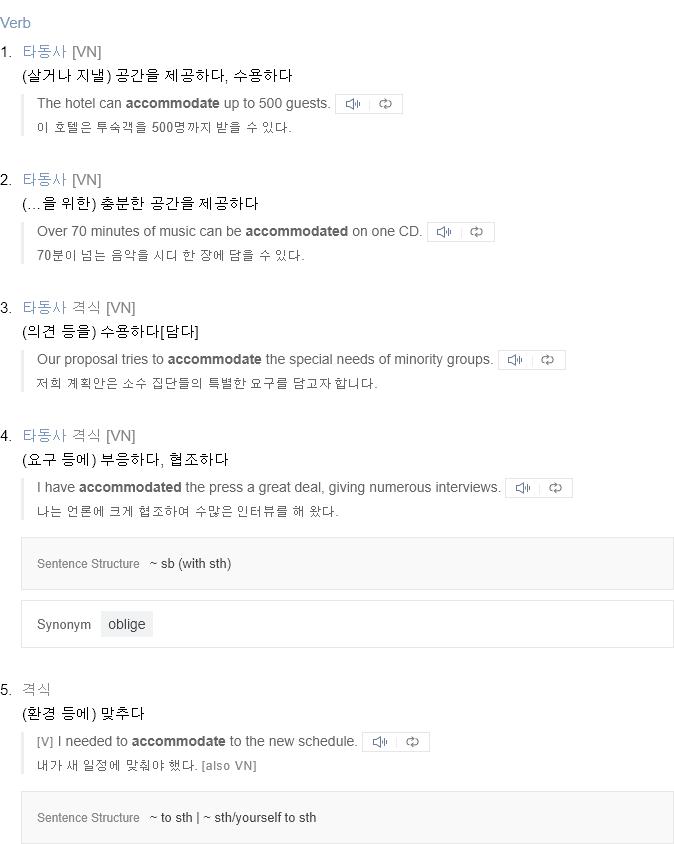 Verb
1. 타동사 [VN]
(살거나 지낼) 공간을 제공하다, 수용하다
The hotel can accommodate up to 500 guests.
이 호텔은 투숙객을 500명까지 받을 수 있다.
2. 타동사 [VN]
(…을 위한) 충분한 공간을 제공하다
Over 70 minutes of music can be accommodated on one CD.
70분이 넘는 음악을 시디 한 장에 담을 수 있다.
3. 타동사 격식 [VN]
(의견 등을) 수용하다[담다]
Our proposal tries to accommodate the special needs of minority groups.
저희 계획안은 소수 집단들의 특별한 요구를 담고자 합니다.
4. 타동사 격식 [VN]
(요구 등에) 부응하다, 협조하다
I have accommodated the press a great deal, giving numerous interviews.
나는 언론에 크게 협조하여 수많은 인터뷰를 해 왔다.
Sentence Structure ~ sb (with sth)
Synonym oblige
5. 격식
(환경 등에) 맞추다
[V] I needed to accommodate to the new schedule.
내가 새 일정에 맞춰야 했다. [also VN]
Sentence Structure ~ to sth | ~ sth/yourself to sth